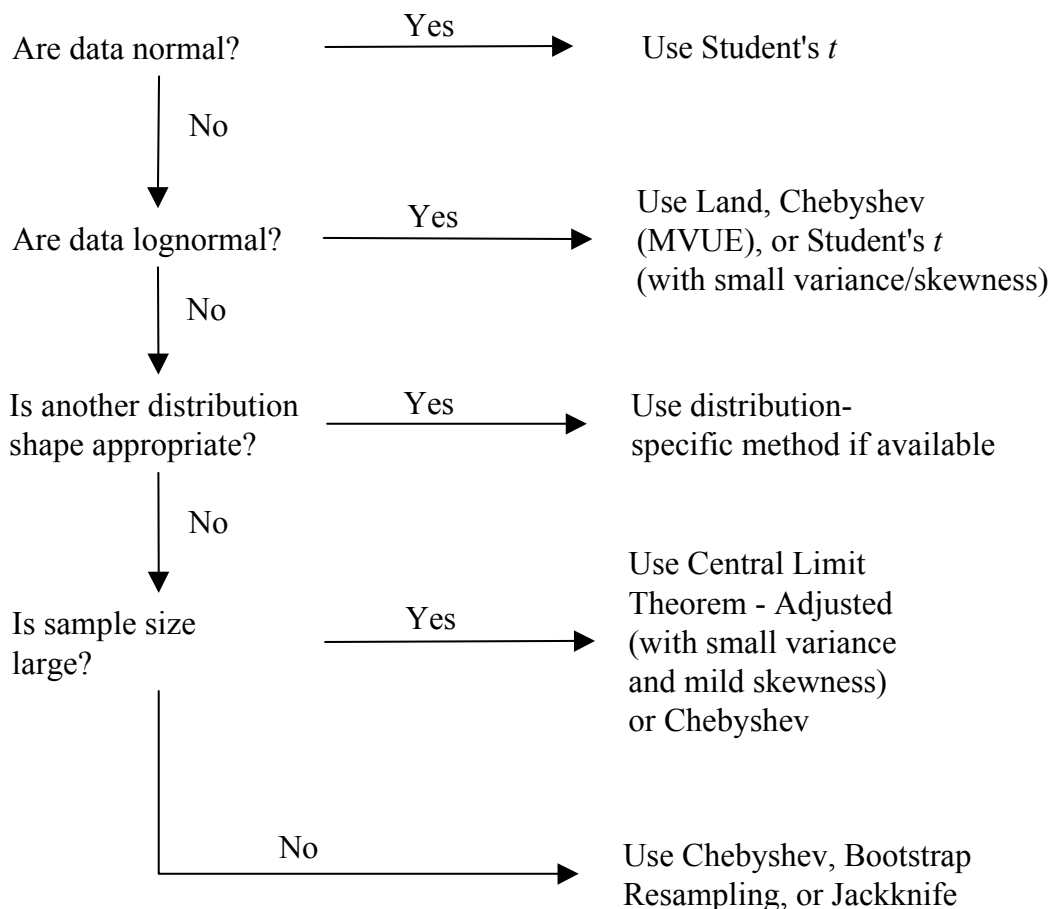 Are data normal?
Yes
Use Student's t
No
Are data lognormal?
Yes
Use Land, Chebyshev
(MVUE), or Student's t
(with small variance/skewness)
No
Is another distribution
shape appropriate?
Yes
Use distribution-
specific method if available
No
Is sample size
large?
Yes
Use Central Limit
Theorem - Adjusted
(with small variance
and mild skewness)
or Chebyshev
No
Use Chebyshev, Bootstrap
Resampling, or Jackknife